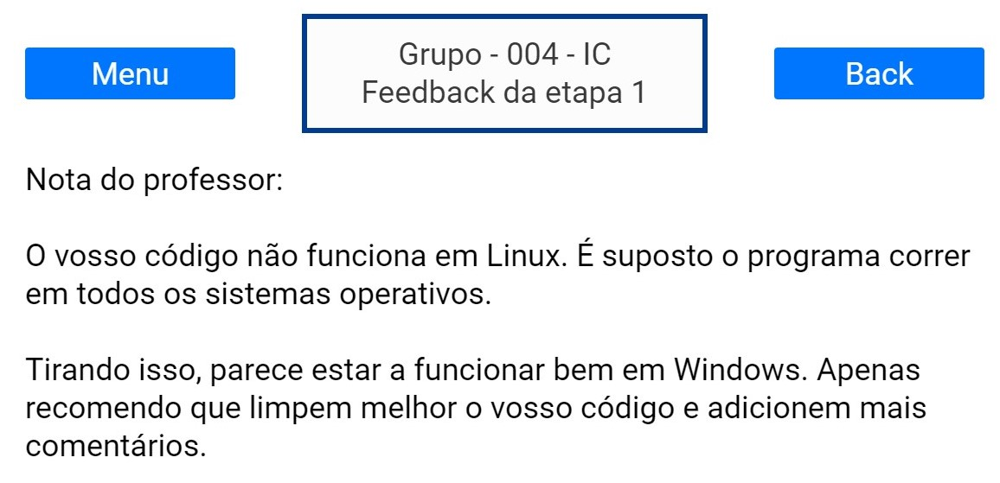 Menu
Grupo - 004 - IC
Feedback da etapa 1
Back
Nota do professor:
O vosso código não funciona em Linux. É suposto o programa correr
em todos os sistemas operativos.
Tirando isso, parece estar a funcionar bem em Windows. Apenas
recomendo que limpem melhor o vosso código e adicionem mais
comentários.